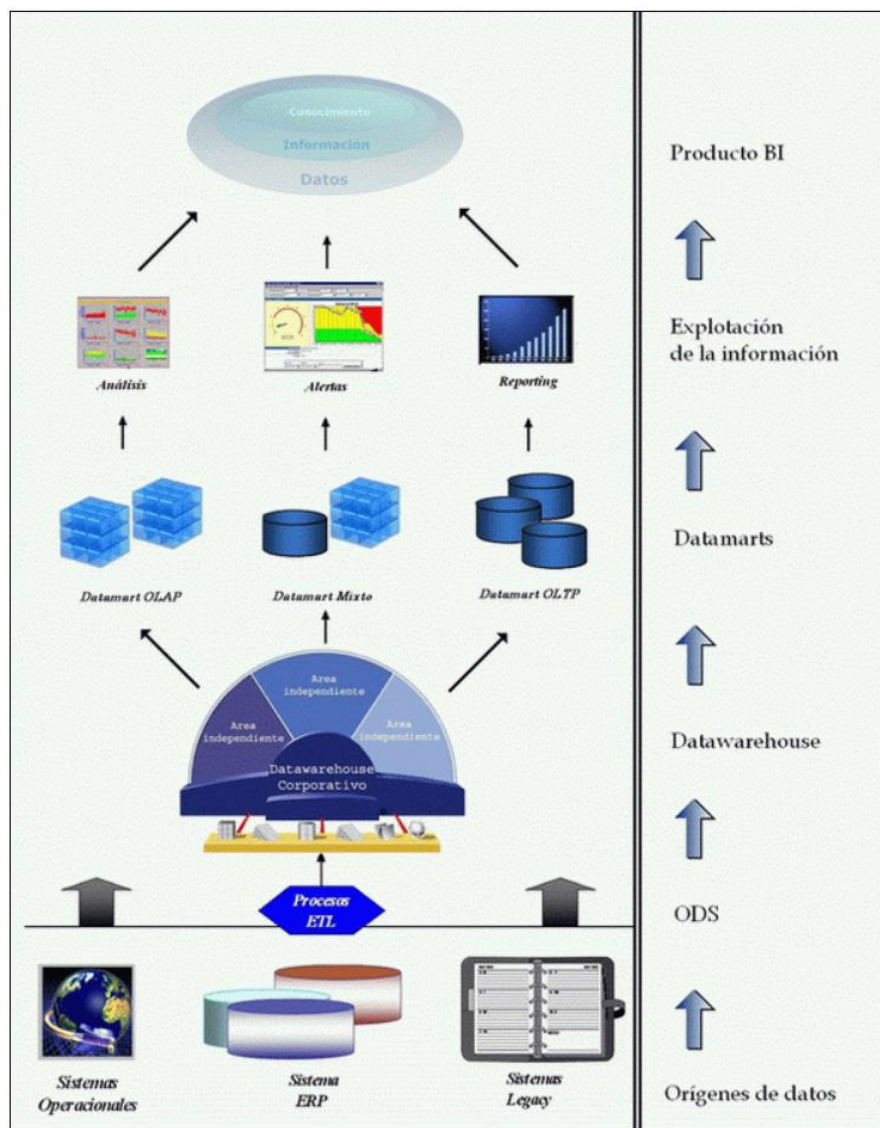 Conocimiento
Información
Datos
Producto BI
Análisis
Alertas
Reporting
Explotación
de la información
Datamart OLAP
Datamart Mixto
Datamart OLTP
Datamarts
Area
independiente
Area
independiente
Area
independiente
Datawarehouse
Corporativo
Datawarehouse
Procesos
ETL
ODS
Sistemas
Operacionales
Sistema
ERP
Sistemas
Legacy
Orígenes de datos